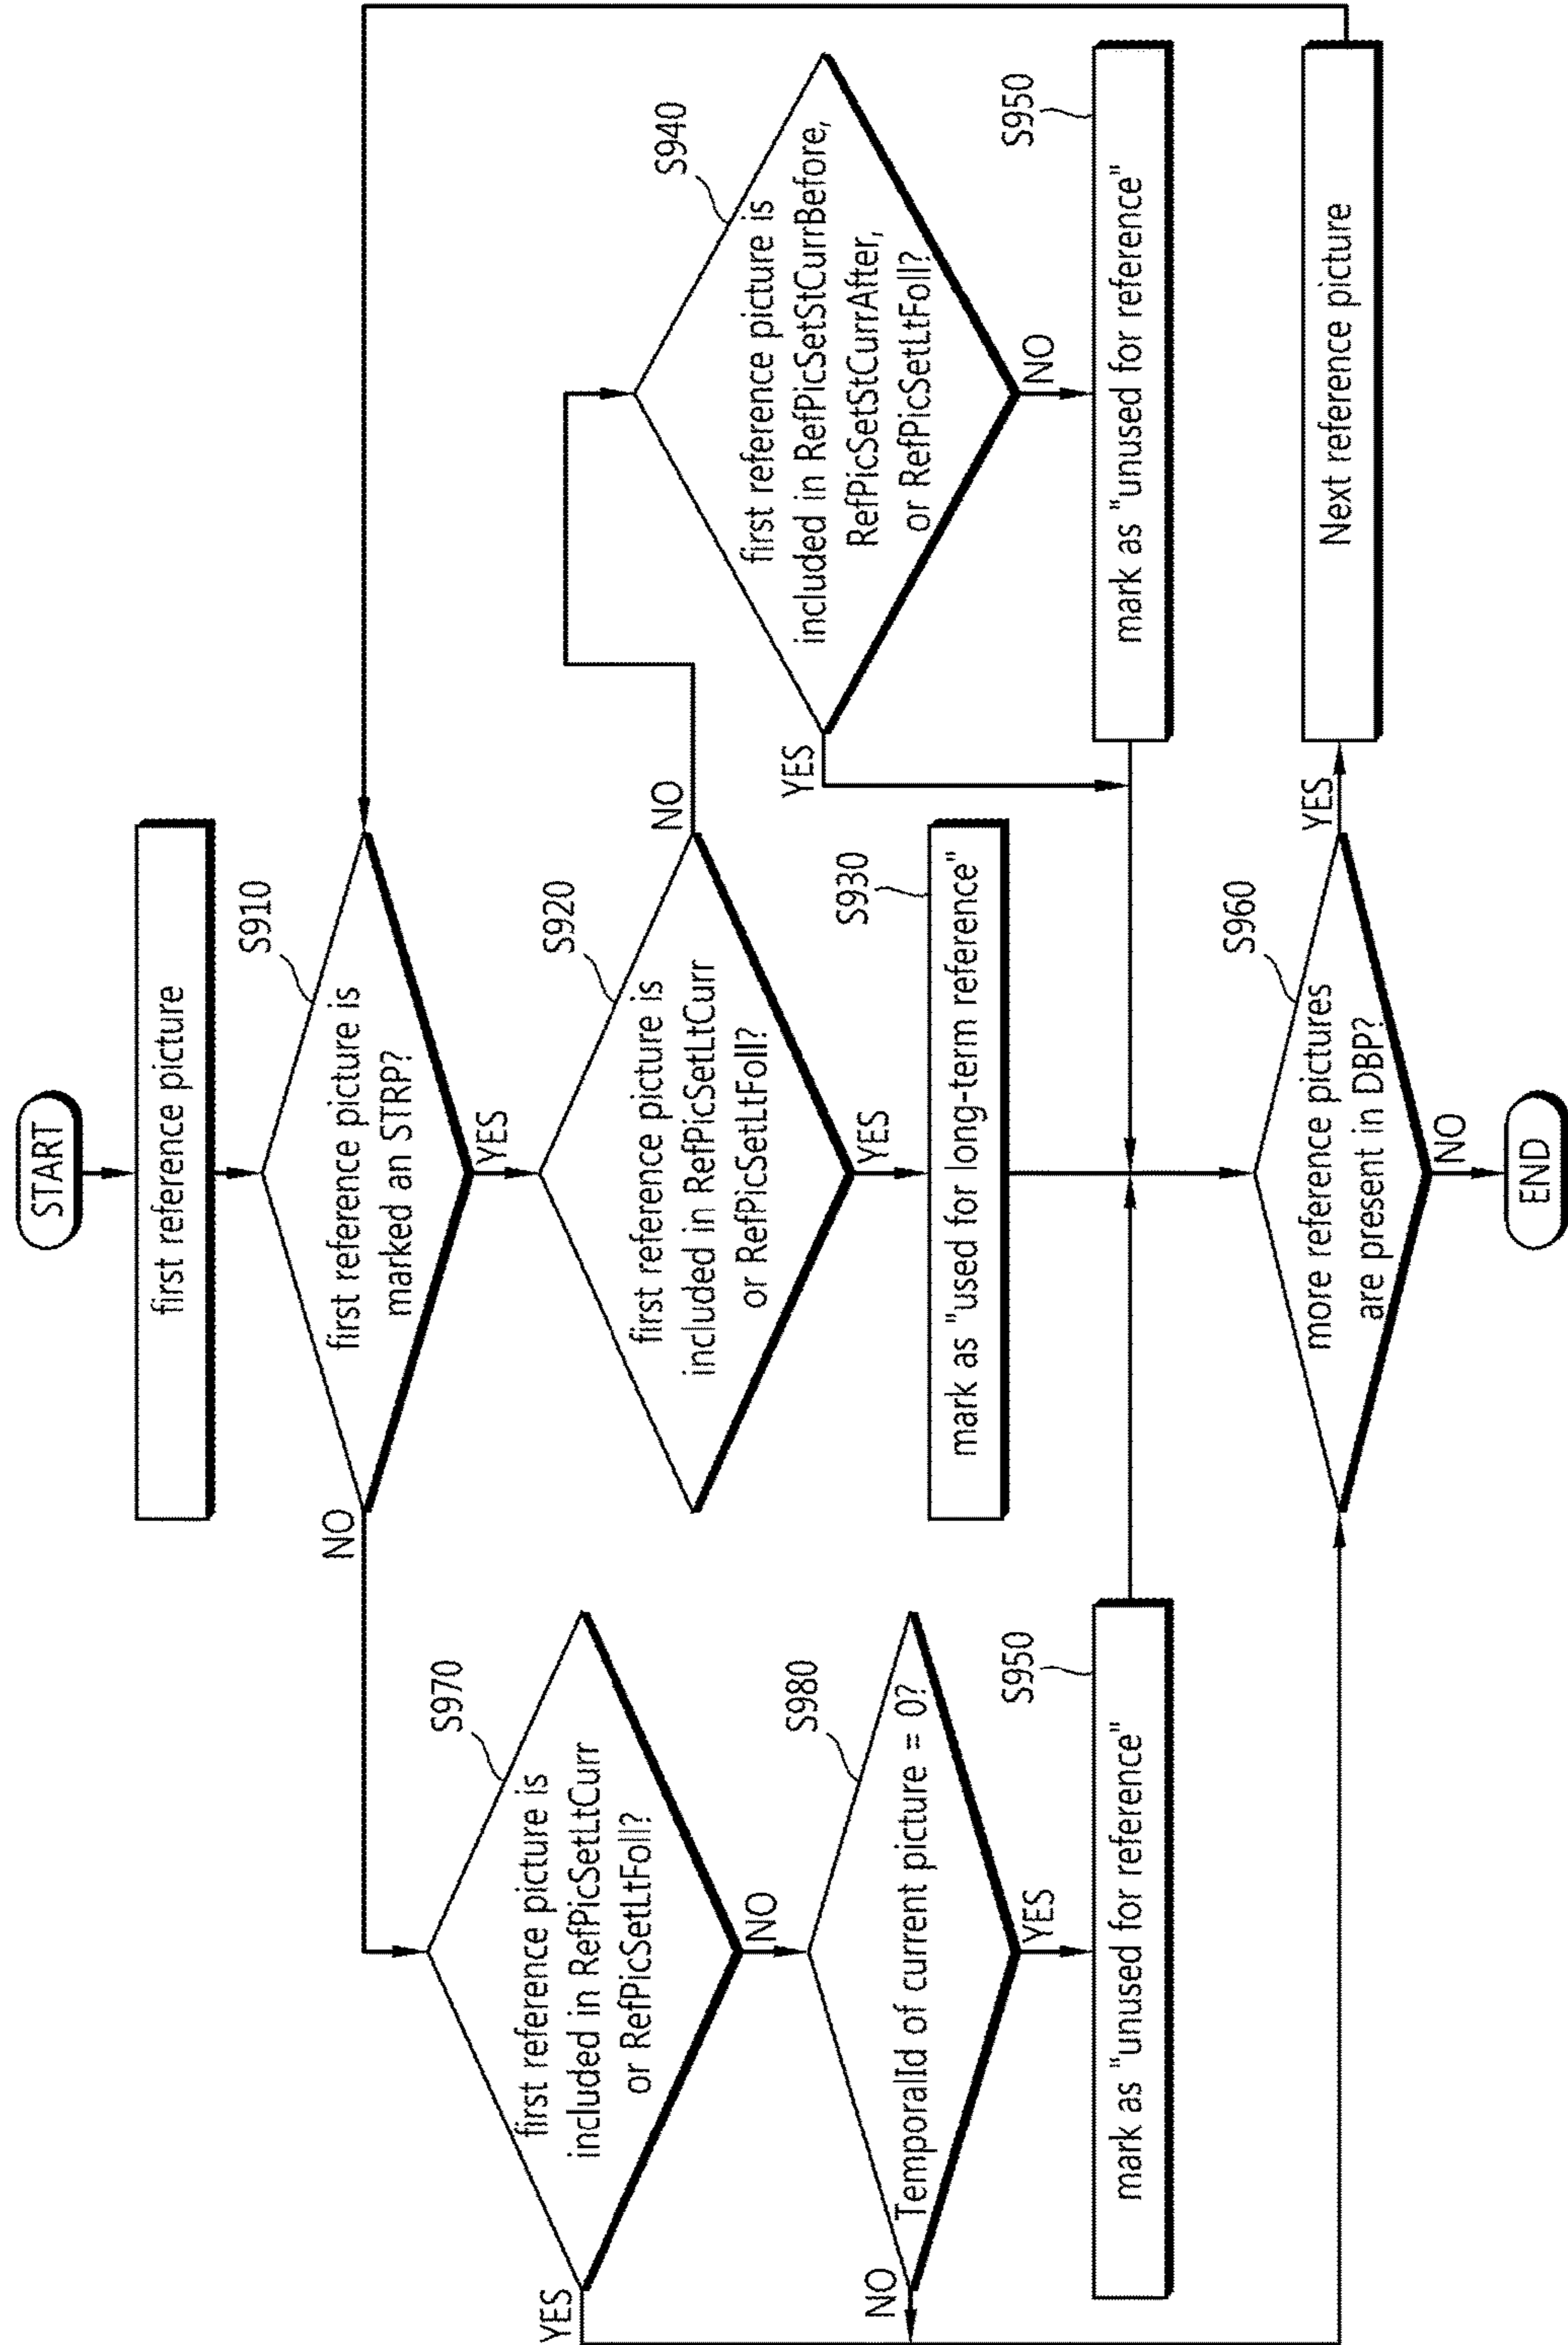 START
first reference picture
S910
first reference picture is
marked an STRP?
NO
YES
S970
first reference picture is
included in RefPicSetLtCurr
or RefPicSetLtFoll?
YES
NO
S920
first reference picture is
included in RefPicSetLtCurr
or RefPicSetLtFoll?
NO
YES
S940
first reference picture is
included in RefPicSetStCurrBefore,
RefPicSetStCurrAfter,
or RefPicSetLtFoll?
YES
NO
S980
TemporalId of current picture = 0?
NO
YES
S930
mark as "used for long-term reference"
S950
mark as "unused for reference"
S950
mark as "unused for reference"
S960
more reference pictures
are present in DBP?
YES
NO
Next reference picture
END